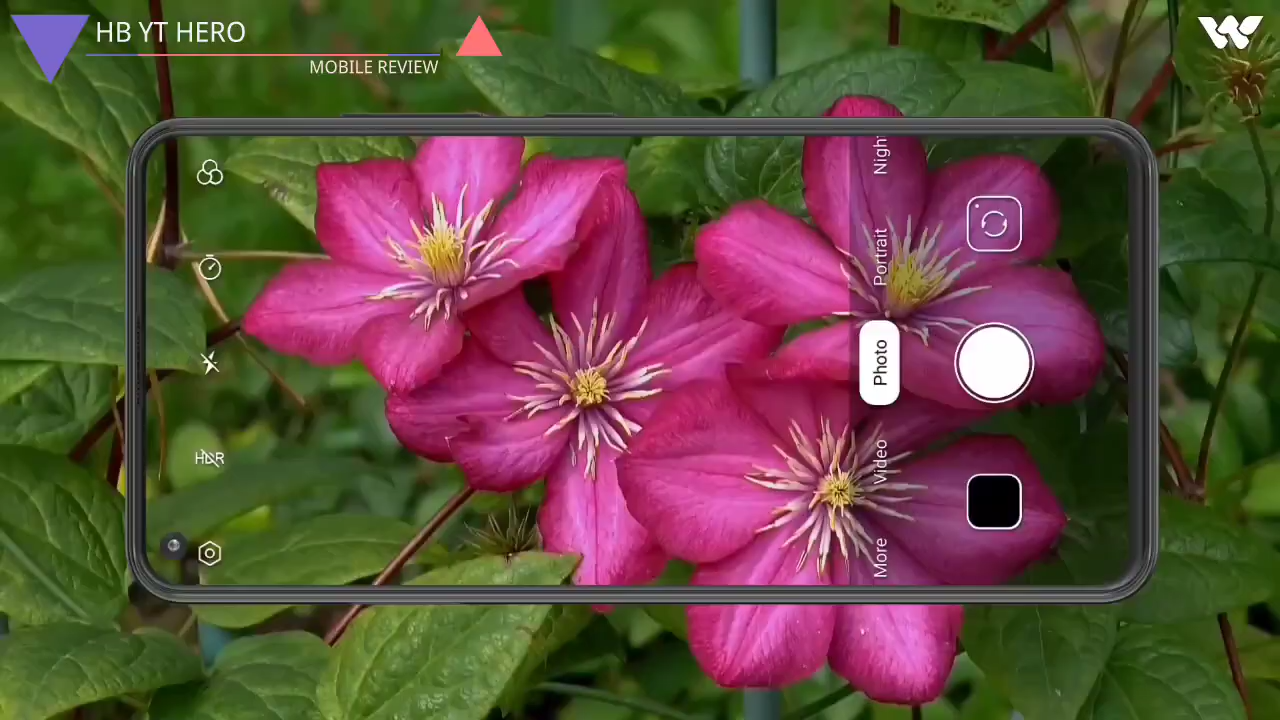 HB YT HERO
MOBILE REVIEW
Night
Portrait
Photo
Video
More
HDR